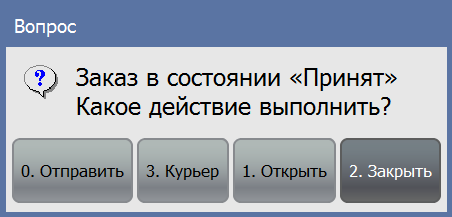 Вопрос
?
Заказ в состоянии «Принят»
Какое действие выполнить?
0. Отправить 3. Курьер 1. Открыть 2. Закрыть